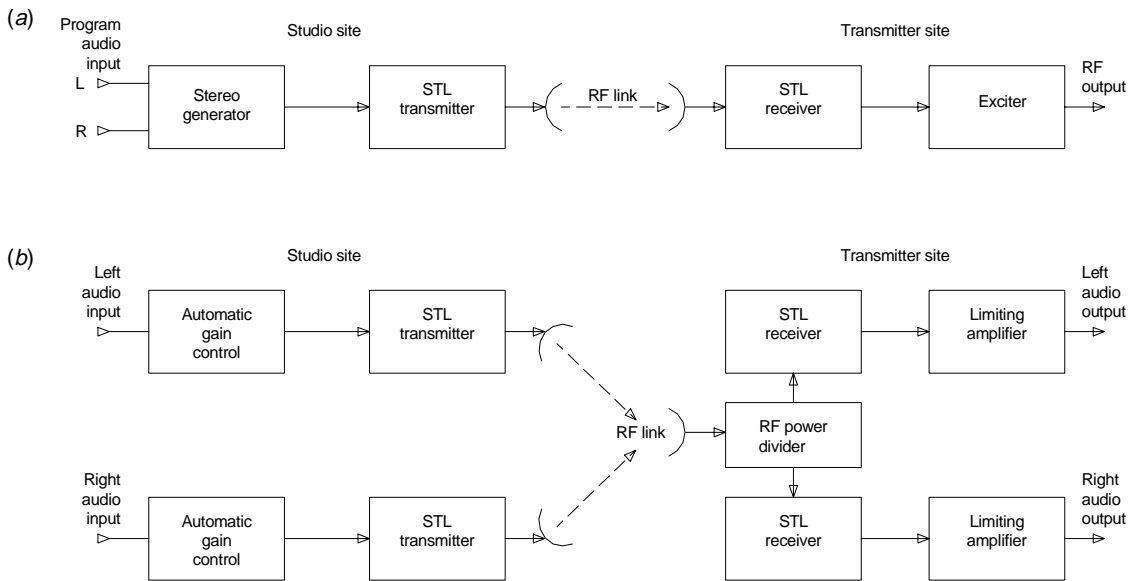 (a)
Program
audio
input
Studio site
Transmitter site
L
R
Stereo
generator
STL
transmitter
RF link
STL
receiver
Exciter
RF
output
(b)
Studio site
Transmitter site
Left
audio
input
Automatic
gain
control
STL
transmitter
STL
receiver
Limiting
amplifier
Left
audio
output
RF link
RF power
divider
Right
audio
input
Automatic
gain
control
STL
transmitter
STL
receiver
Limiting
amplifier
Right
audio
output